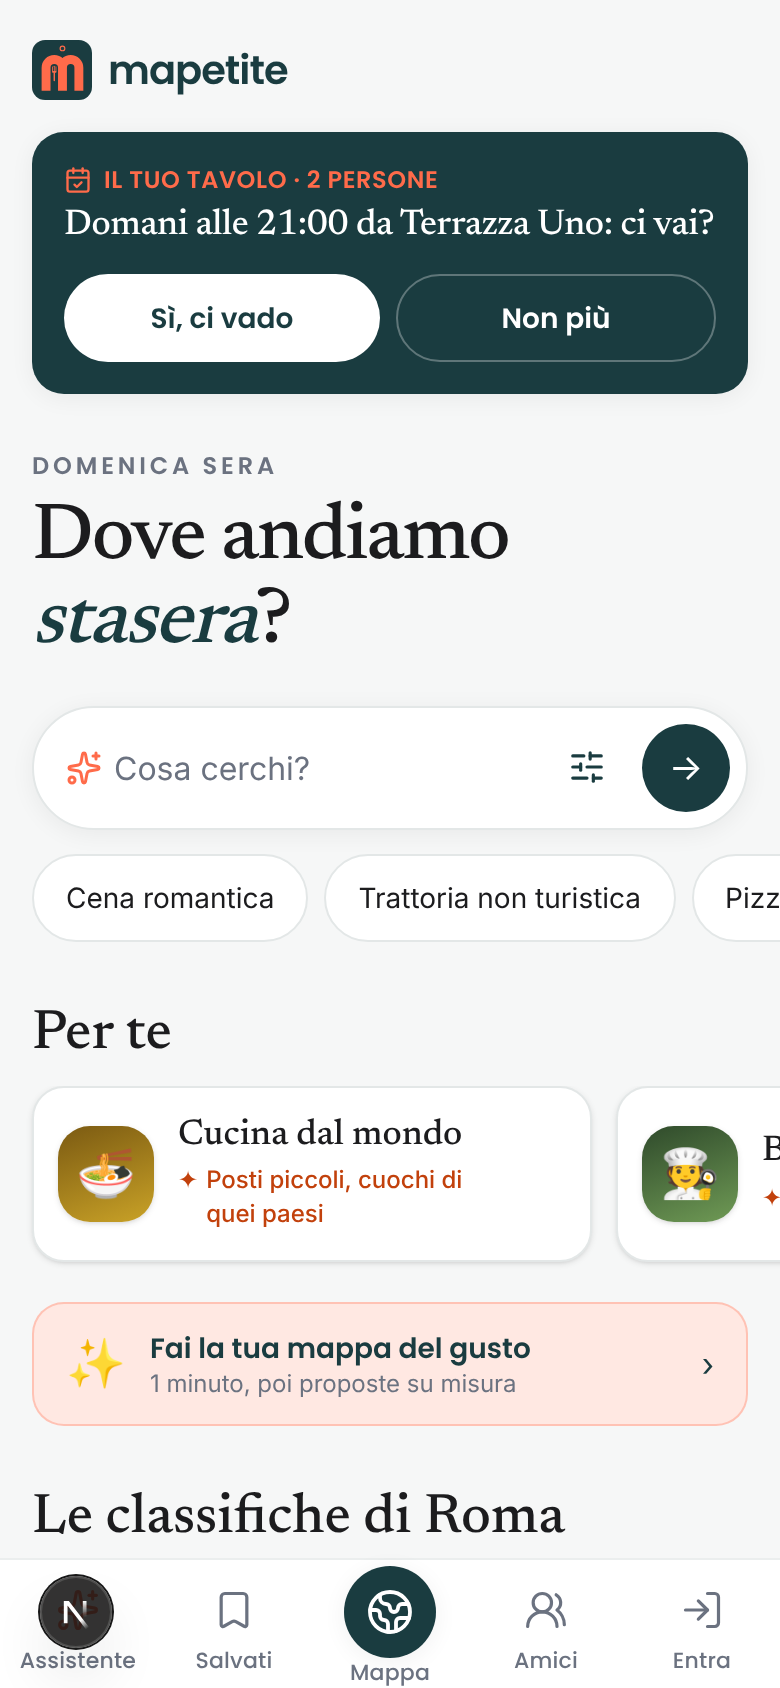 mapetite
IL TUO TAVOLO · 2 PERSONE
Domani alle 21:00 da Terrazza Uno: ci vai?
Sì, ci vado
Non più
DOMENICA SERA
Dove andiamo
stasera?
Cosa cerchi?
Cena romantica
Trattoria non turistica
Pizz
Per te
Cucina dal mondo
✦ Posti piccoli, cuochi di
quei paesi
B
✦
Fai la tua mappa del gusto
1 minuto, poi proposte su misura
›
Le classifiche di Roma
N
Assistente
Salvati
Mappa
Amici
Entra